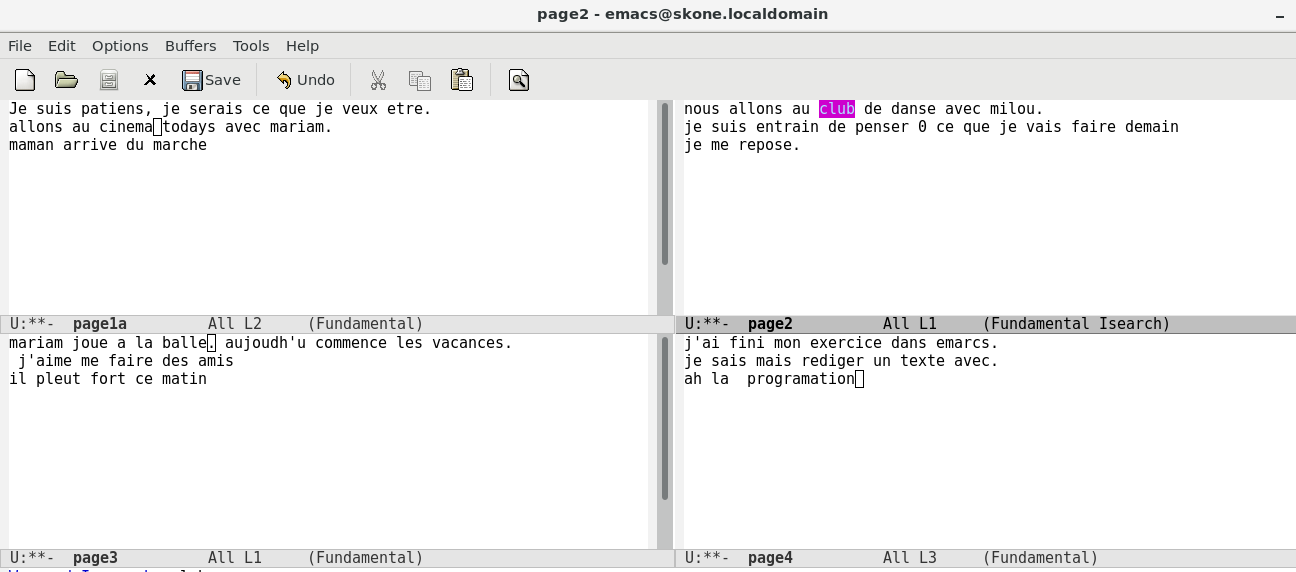 page2 - emacs@skone.localdomain
File Edit Options Buffers Tools Help
Save Undo
Je suis patiens, je serais ce que je veux etre.
allons au cinema todays avec mariam.
maman arrive du marche
U:**- page1a All L2 (Fundamental)
nous allons au club de danse avec milou.
je suis entrain de penser 0 ce que je vais faire demain
je me repose.
U:**- page2 All L1 (Fundamental Isearch)
mariam joue a la balle. aujoudh'u commence les vacances.
j'aime me faire des amis
il pleut fort ce matin
U:**- page3 All L1 (Fundamental)
j'ai fini mon exercice dans emarcs.
je sais mais rediger un texte avec.
ah la  programation
U:**- page4 All L3 (Fundamental)